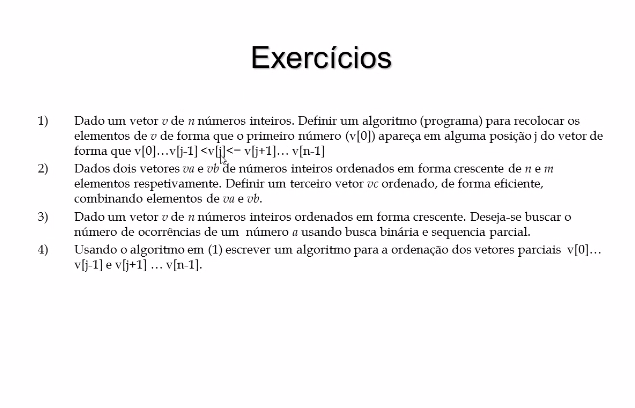 Exercícios
1) Dado um vetor v de n números inteiros. Definir um algoritmo (programa) para recolocar os
elementos de v de forma que o primeiro número (v[0]) apareça em alguma posição j do vetor de
forma que v[0]…v[j-1] <v[j]<= v[j+1]… v[n-1]
2) Dados dois vetores va e vb de números inteiros ordenados em forma crescente de n e m
elementos respetivamente. Definir um terceiro vetor vc ordenado, de forma eficiente,
combinando elementos de va e vb.
3) Dado um vetor v de n números inteiros ordenados em forma crescente. Deseja-se buscar o
número de ocorrências de um número a usando busca binária e sequencia parcial.
4) Usando o algoritmo em (1) escrever um algoritmo para a ordenação dos vetores parciais v[0]…
v[j-1] e v[j+1] … v[n-1].